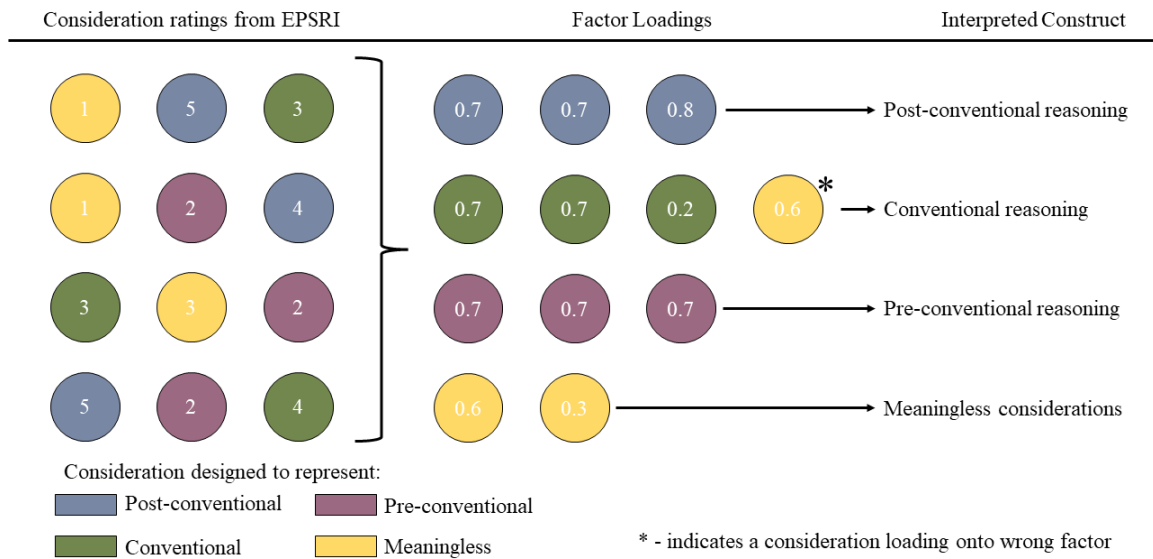 Consideration ratings from EPSRI Factor Loadings Interpreted Construct
1 5 3 0.7 0.7 0.8 Post-conventional reasoning
1 2 4 0.7 0.7 0.2 0.6 * Conventional reasoning
3 3 2 0.7 0.7 0.7 Pre-conventional reasoning
5 2 4 0.6 0.3 Meaningless considerations
Consideration designed to represent:
Post-conventional Pre-conventional
Conventional Meaningless
* - indicates a consideration loading onto wrong factor